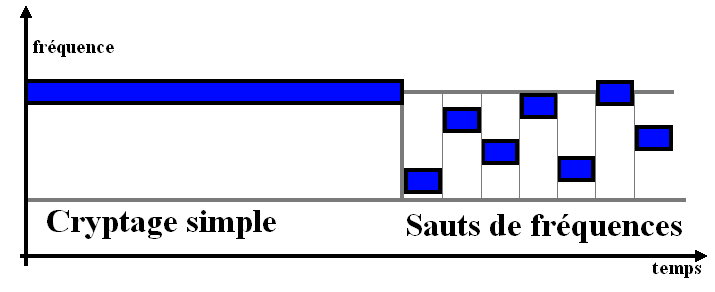 fréquence
Cryptage simple
Sauts de fréquences
temps